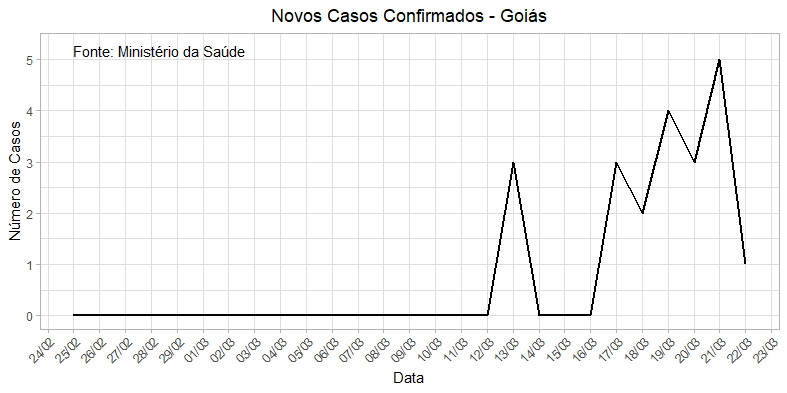 Novos Casos Confirmados - Goiás
Fonte: Ministério da Saúde
Número de Casos
5
4
3
2
1
0
24/02 25/02 26/02 27/02 28/02 29/02 01/03 02/03 03/03 04/03 05/03 06/03 07/03 08/03 09/03 10/03 11/03 12/03 13/03 14/03 15/03 16/03 17/03 18/03 19/03 20/03 21/03 22/03 23/03
Data